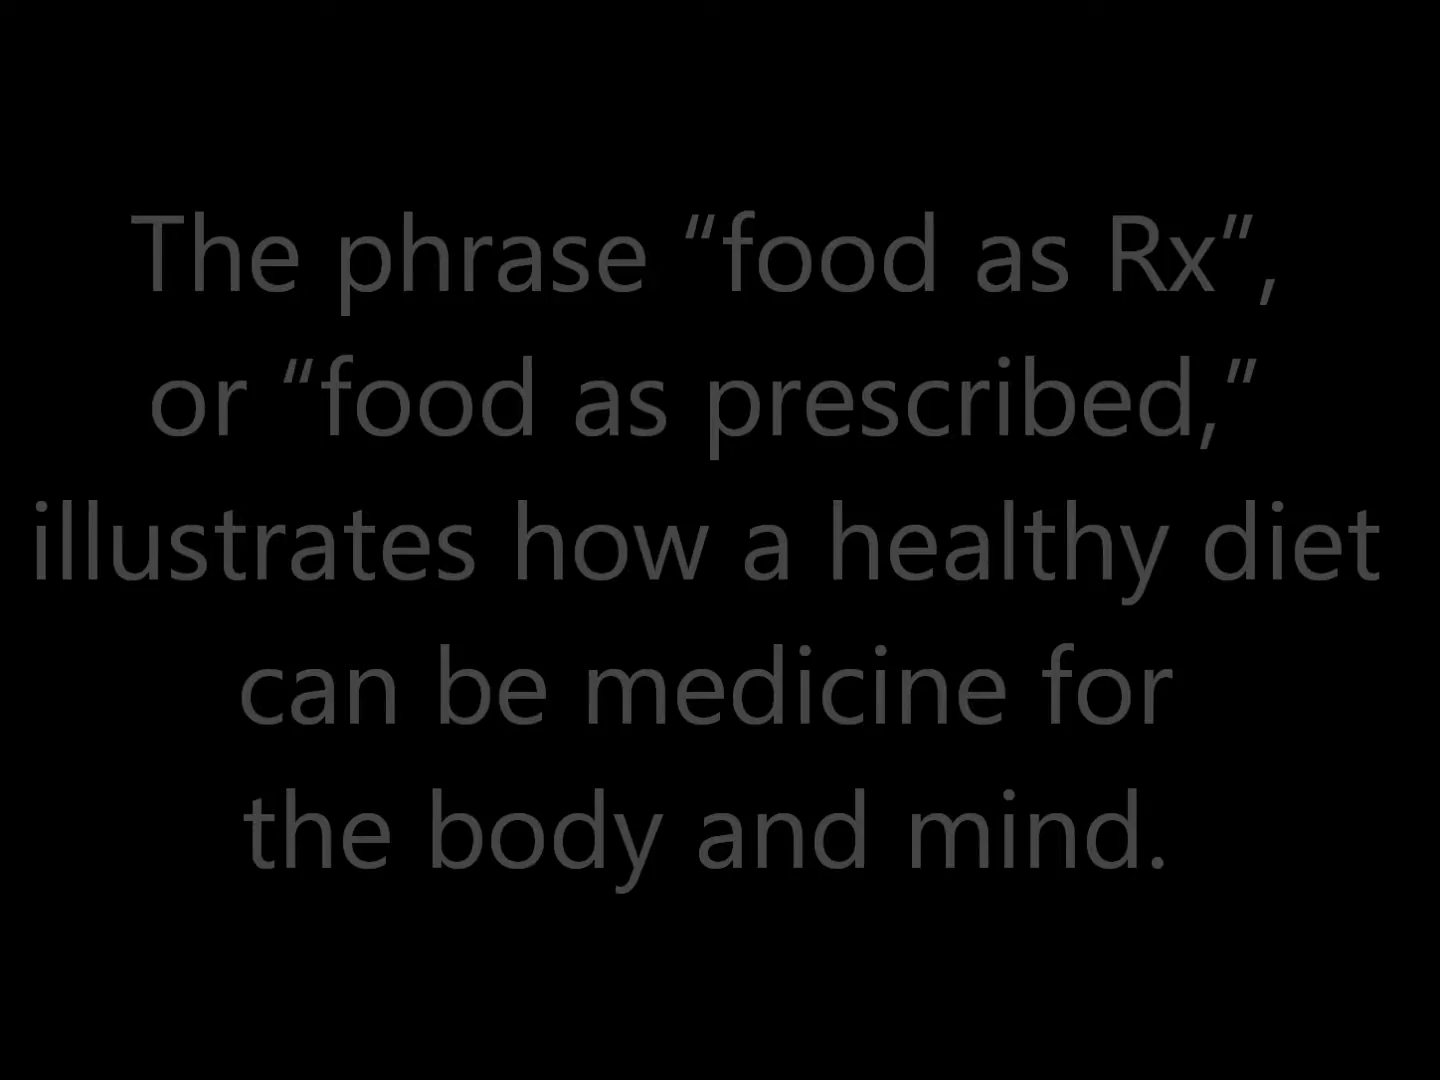 The phrase “food as Rx”,
or “food as prescribed,”
illustrates how a healthy diet
can be medicine for
the body and mind.